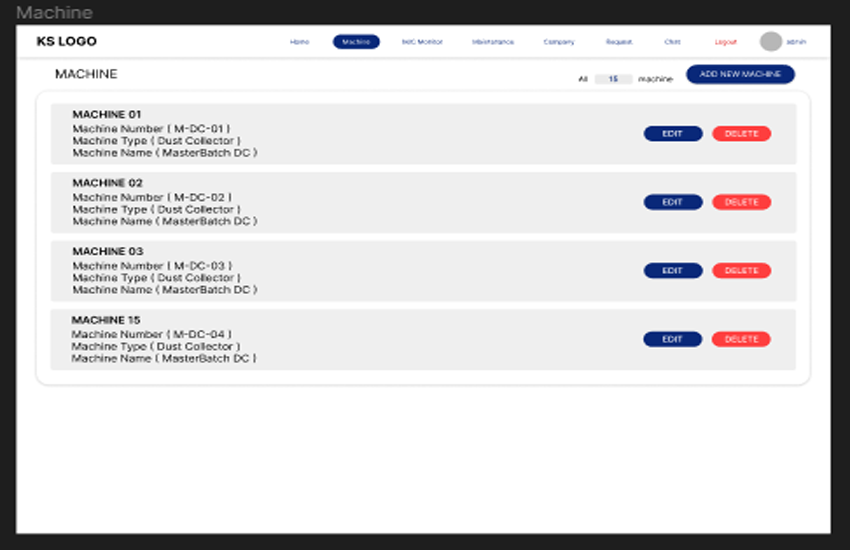 Machine
KS LOGO
Home Machine Monitor Maintenance Company Request Chat Logout admin
MACHINE
All 15 machine ADD NEW MACHINE
MACHINE 01
Machine Number ( M-DC-01 )
Machine Type ( Dust Collector )
Machine Name ( MasterBatch DC )
EDIT DELETE
MACHINE 02
Machine Number ( M-DC-02 )
Machine Type ( Dust Collector )
Machine Name ( MasterBatch DC )
EDIT DELETE
MACHINE 03
Machine Number ( M-DC-03 )
Machine Type ( Dust Collector )
Machine Name ( MasterBatch DC )
EDIT DELETE
MACHINE 15
Machine Number ( M-DC-04 )
Machine Type ( Dust Collector )
Machine Name ( MasterBatch DC )
EDIT DELETE